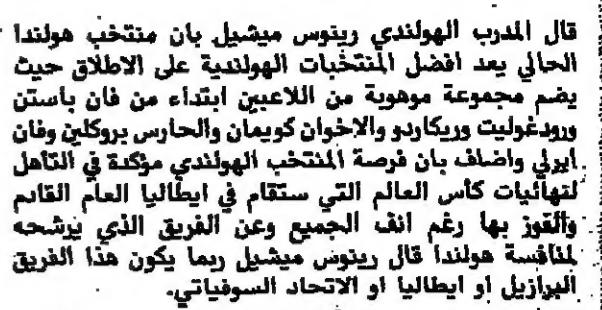 قال المدرب الهولندي رينوس ميشيل بان منتخب هولندا
الحالي يعد افضل المنتخبات الهولندية على الاطلاق حيث
يضم مجموعة موهوبة من اللاعبين ابتداء من فان باستن
ورودغوليت وريكاردو والاخوان كويمان والحارس بروكلين وفان
ايرلي واضاف بان فرصة المنتخب الهولندي مؤكدة في التأهل
لنهائيات كأس العالم التي ستقام في ايطاليا العام القادم
والفوز بها رغم انف الجميع وعن الفريق الذي يرشحه
لمنافسة هولندا قال رينوس ميشيل ربما يكون هذا الفريق
البرازيل او ايطاليا او الاتحاد السوفياتي.